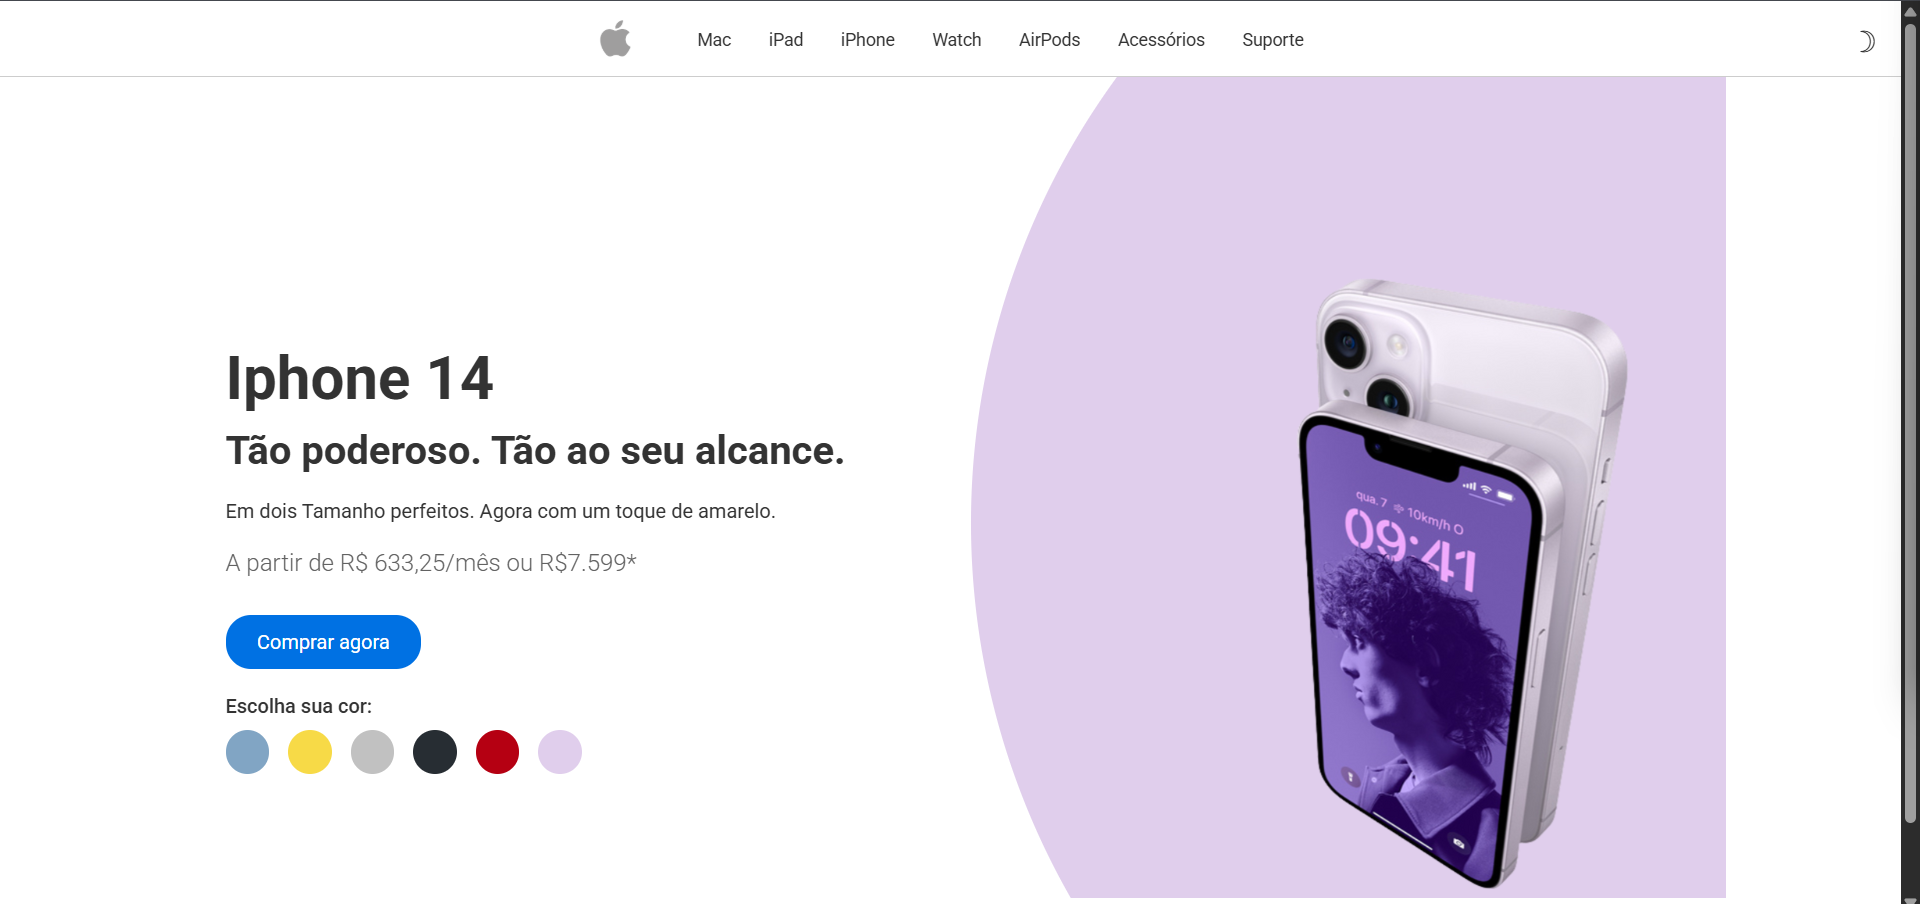 Mac iPad iPhone Watch AirPods Acessórios Suporte
Iphone 14
Tão poderoso. Tão ao seu alcance.
Em dois Tamanho perfeitos. Agora com um toque de amarelo.
A partir de R$ 633,25/mês ou R$7.599*
Comprar agora
Escolha sua cor:
qua. 7 10km/h O
09:41